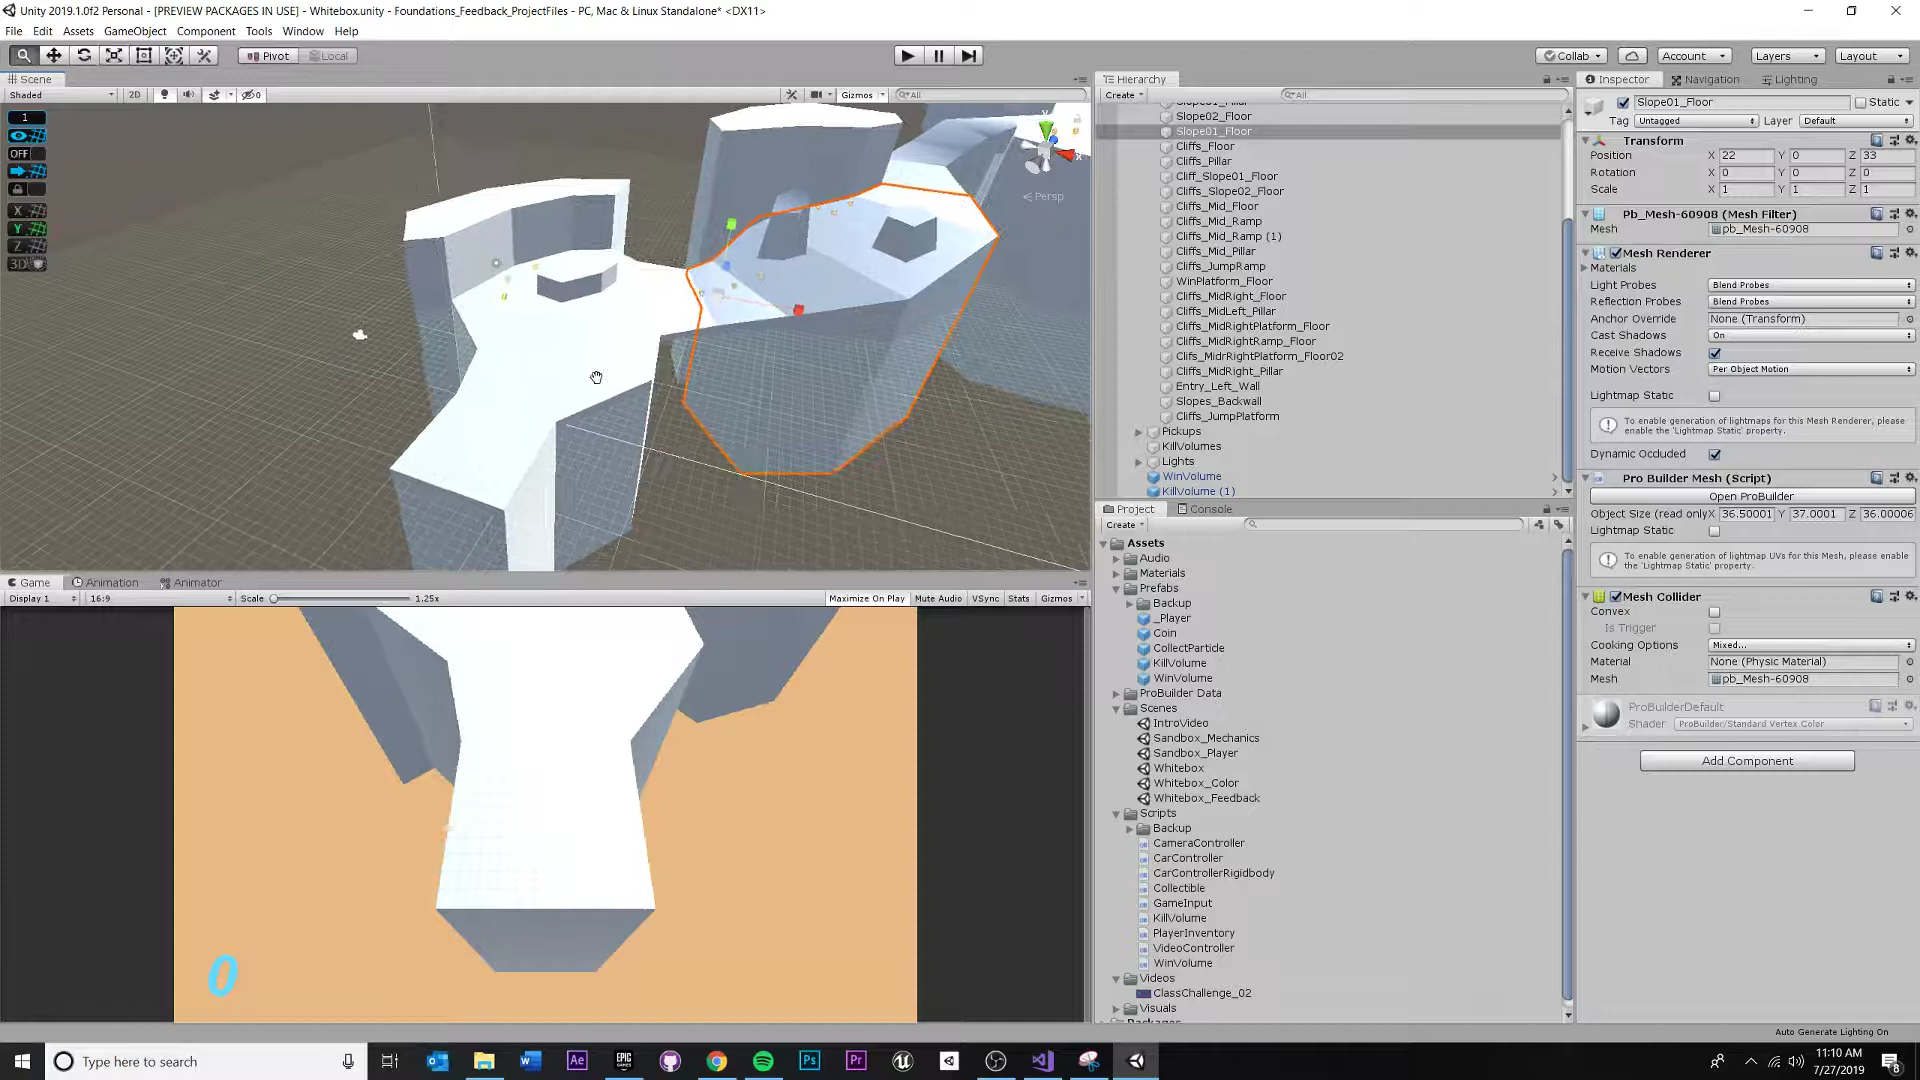 Unity 2019.1.0f2 Personal - [PREVIEW PACKAGES IN USE] - Whitebox.unity - Foundations_Feedback_ProjectFiles - PC, Mac & Linux Standalone* <DX11>
File Edit Assets GameObject Component Tools Window Help
Pivot Local Collab Account Layers Layout
Scene
Shaded 2D 0 Gizmos All
1
OFF
X
Y
Z
3D
Persp
Hierarchy
Create All
Slope02_Floor
Slope01_Floor
Cliffs_Floor
Cliffs_Pillar
Cliff_Slope01_Floor
Cliffs_Slope02_Floor
Cliffs_Mid_Floor
Cliffs_Mid_Ramp
Cliffs_Mid_Ramp (1)
Cliffs_Mid_Pillar
Cliffs_JumpRamp
WinPlatform_Floor
Cliffs_MidRight_Floor
Cliffs_MidLeft_Pillar
Cliffs_MidRightPlatform_Floor
Cliffs_MidRightRamp_Floor
Clifs_MidrRightPlatform_Floor02
Cliffs_MidRight_Pillar
Entry_Left_Wall
Slopes_Backwall
Cliffs_JumpPlatform
Pickups
KillVolumes
Lights
WinVolume
KillVolume (1)
Project Console
Create
Assets
Audio
Materials
Prefabs
Backup
_Player
Coin
CollectParticle
KillVolume
WinVolume
ProBuilder Data
Scenes
IntroVideo
Sandbox_Mechanics
Sandbox_Player
Whitebox
Whitebox_Color
Whitebox_Feedback
Scripts
Backup
CameraController
CarController
CarControllerRigidbody
Collectible
GameInput
KillVolume
PlayerInventory
VideoController
WinVolume
Videos
ClassChallenge_02
Visuals
Inspector Navigation Lighting
Slope01_Floor Static
Tag Untagged Layer Default
Transform
Position X 22 Y 0 Z 33
Rotation X 0 Y 0 Z 0
Scale X 1 Y 1 Z 1
Pb_Mesh-60908 (Mesh Filter)
Mesh pb_Mesh-60908
Mesh Renderer
Materials
Light Probes Blend Probes
Reflection Probes Blend Probes
Anchor Override None (Transform)
Cast Shadows On
Receive Shadows
Motion Vectors Per Object Motion
Lightmap Static
To enable generation of lightmaps for this Mesh Renderer, please enable the 'Lightmap Static' property.
Dynamic Occluded
Pro Builder Mesh (Script)
Open ProBuilder
Object Size (read only X 36.50001 Y 37.0001 Z 36.00006
Lightmap Static
To enable generation of lightmap UVs for this Mesh, please enable the 'Lightmap Static' property.
Mesh Collider
Convex
Is Trigger
Cooking Options Mixed...
Material None (Physic Material)
Mesh pb_Mesh-60908
ProBuilderDefault
Shader ProBuilder/Standard Vertex Color
Add Component
Game Animation Animator
Display 1 16:9 Scale 1.25x Maximize On Play Mute Audio VSync Stats Gizmos
0
Auto Generate Lighting On
Type here to search
11:10 AM
7/27/2019